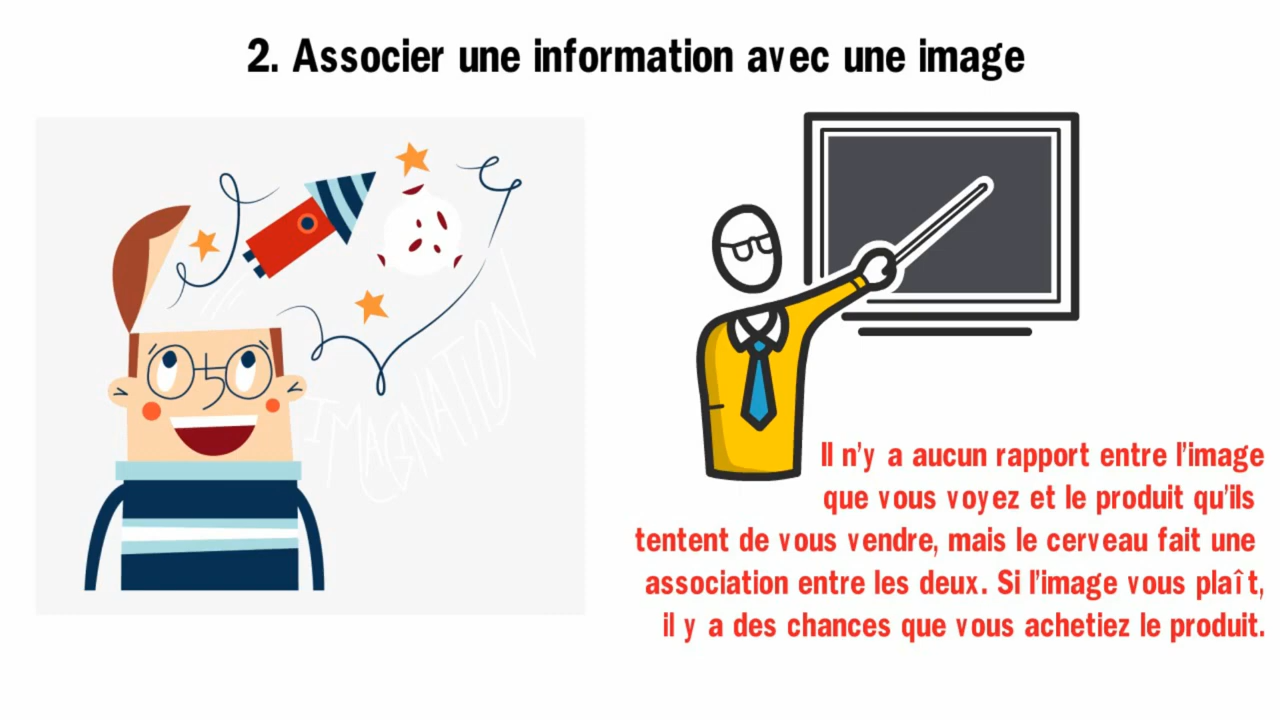 2. Associer une information avec une image
IMAGINATION
Il n'y a aucun rapport entre l'image
que vous voyez et le produit qu'ils
tentent de vous vendre, mais le cerveau fait une
association entre les deux. Si l'image vous plaît,
il y a des chances que vous achetiez le produit.